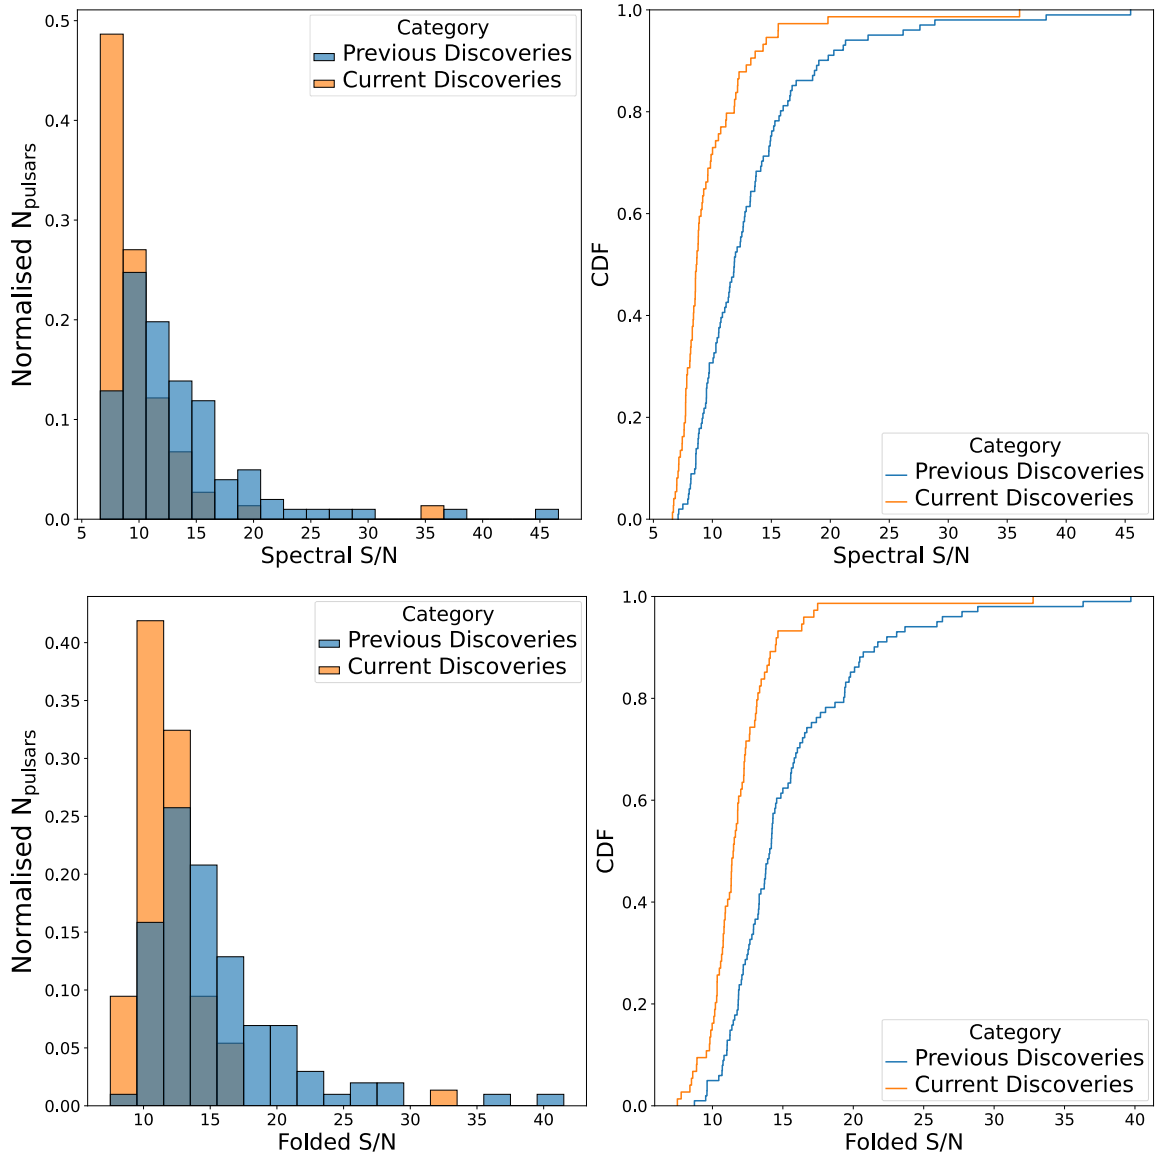 0.5
0.4
0.3
0.2
0.1
0.0
Normalised N_pulsars
5 10 15 20 25 30 35 40 45
Spectral S/N
Category
Previous Discoveries
Current Discoveries
1.0
0.8
0.6
0.4
0.2
0.0
CDF
5 10 15 20 25 30 35 40 45
Spectral S/N
Category
Previous Discoveries
Current Discoveries
0.40
0.35
0.30
0.25
0.20
0.15
0.10
0.05
0.00
Normalised N_pulsars
10 15 20 25 30 35 40
Folded S/N
Category
Previous Discoveries
Current Discoveries
1.0
0.8
0.6
0.4
0.2
0.0
CDF
10 15 20 25 30 35 40
Folded S/N
Category
Previous Discoveries
Current Discoveries